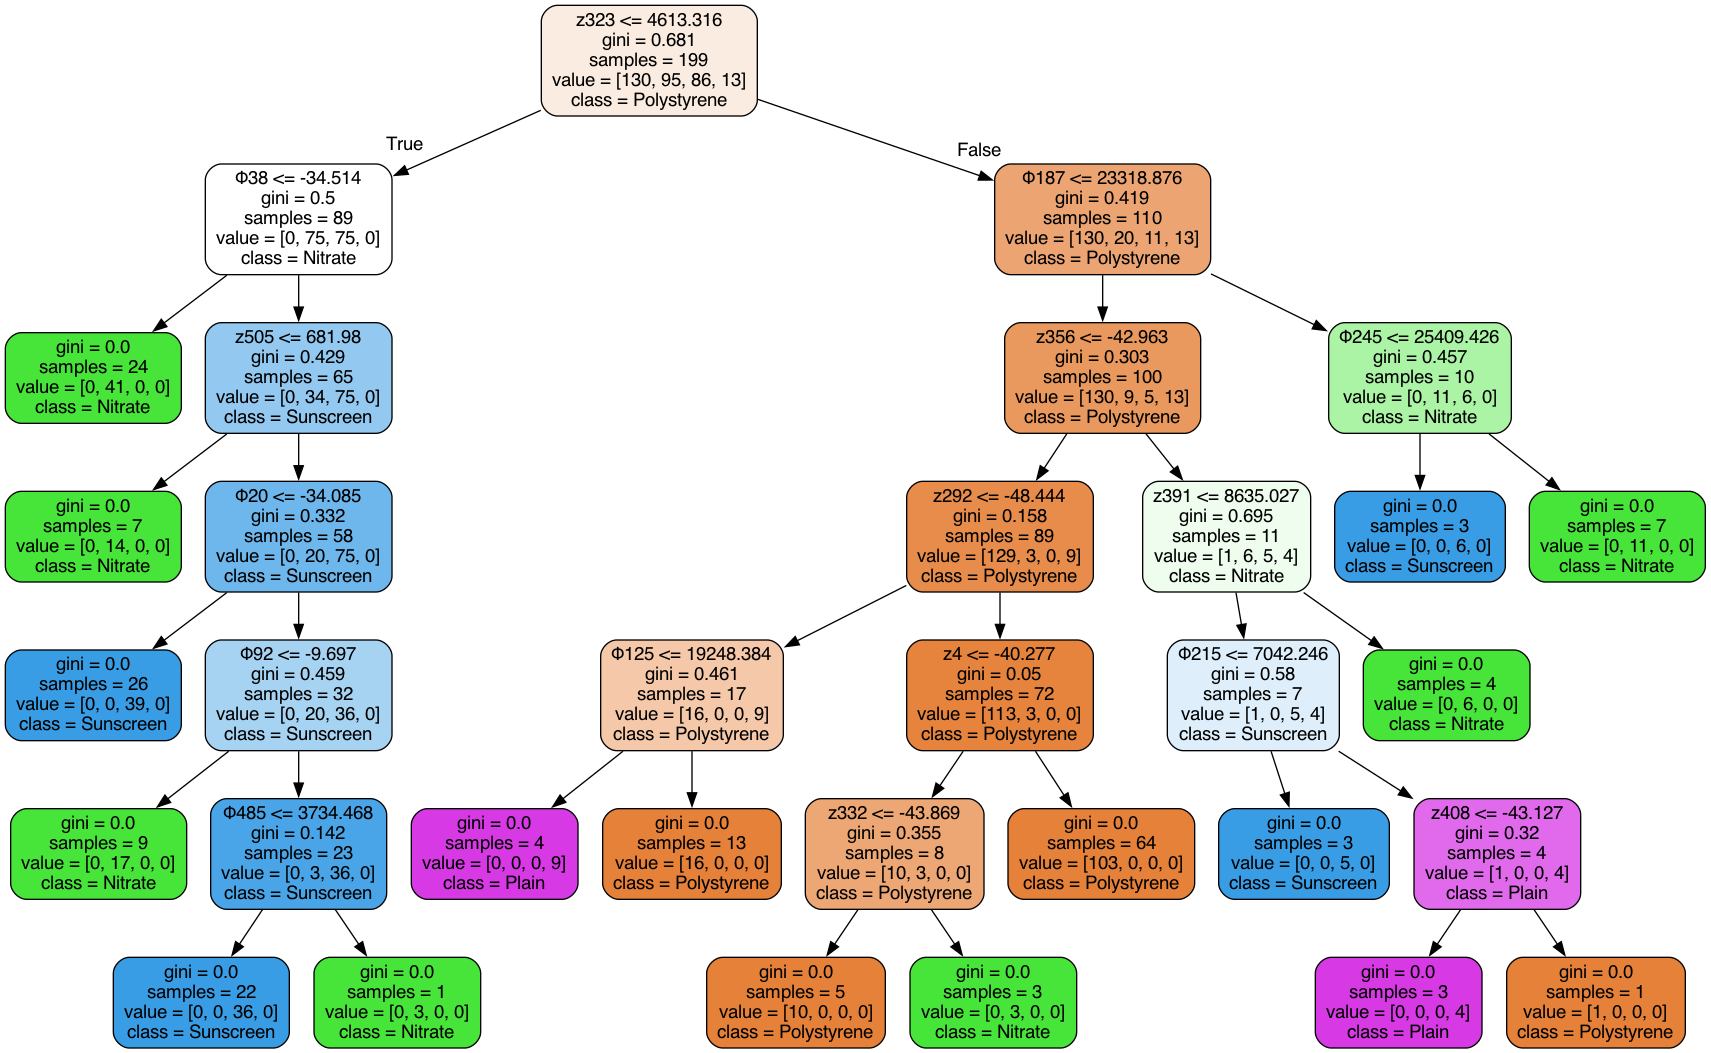 z323 <= 4613.316
gini = 0.681
samples = 199
value = [130, 95, 86, 13]
class = Polystyrene
True
False
Φ38 <= -34.514
gini = 0.5
samples = 89
value = [0, 75, 75, 0]
class = Nitrate
Φ187 <= 23318.876
gini = 0.419
samples = 110
value = [130, 20, 11, 13]
class = Polystyrene
gini = 0.0
samples = 24
value = [0, 41, 0, 0]
class = Nitrate
z505 <= 681.98
gini = 0.429
samples = 65
value = [0, 34, 75, 0]
class = Sunscreen
z356 <= -42.963
gini = 0.303
samples = 100
value = [130, 9, 5, 13]
class = Polystyrene
Φ245 <= 25409.426
gini = 0.457
samples = 10
value = [0, 11, 6, 0]
class = Nitrate
gini = 0.0
samples = 7
value = [0, 14, 0, 0]
class = Nitrate
Φ20 <= -34.085
gini = 0.332
samples = 58
value = [0, 20, 75, 0]
class = Sunscreen
z292 <= -48.444
gini = 0.158
samples = 89
value = [129, 3, 0, 9]
class = Polystyrene
z391 <= 8635.027
gini = 0.695
samples = 11
value = [1, 6, 5, 4]
class = Nitrate
gini = 0.0
samples = 3
value = [0, 0, 6, 0]
class = Sunscreen
gini = 0.0
samples = 7
value = [0, 11, 0, 0]
class = Nitrate
gini = 0.0
samples = 26
value = [0, 0, 39, 0]
class = Sunscreen
Φ92 <= -9.697
gini = 0.459
samples = 32
value = [0, 20, 36, 0]
class = Sunscreen
Φ125 <= 19248.384
gini = 0.461
samples = 17
value = [16, 0, 0, 9]
class = Polystyrene
z4 <= -40.277
gini = 0.05
samples = 72
value = [113, 3, 0, 0]
class = Polystyrene
Φ215 <= 7042.246
gini = 0.58
samples = 7
value = [1, 0, 5, 4]
class = Sunscreen
gini = 0.0
samples = 4
value = [0, 6, 0, 0]
class = Nitrate
gini = 0.0
samples = 9
value = [0, 17, 0, 0]
class = Nitrate
Φ485 <= 3734.468
gini = 0.142
samples = 23
value = [0, 3, 36, 0]
class = Sunscreen
gini = 0.0
samples = 4
value = [0, 0, 0, 9]
class = Plain
gini = 0.0
samples = 13
value = [16, 0, 0, 0]
class = Polystyrene
z332 <= -43.869
gini = 0.355
samples = 8
value = [10, 3, 0, 0]
class = Polystyrene
gini = 0.0
samples = 64
value = [103, 0, 0, 0]
class = Polystyrene
gini = 0.0
samples = 3
value = [0, 0, 5, 0]
class = Sunscreen
z408 <= -43.127
gini = 0.32
samples = 4
value = [1, 0, 0, 4]
class = Plain
gini = 0.0
samples = 22
value = [0, 0, 36, 0]
class = Sunscreen
gini = 0.0
samples = 1
value = [0, 3, 0, 0]
class = Nitrate
gini = 0.0
samples = 5
value = [10, 0, 0, 0]
class = Polystyrene
gini = 0.0
samples = 3
value = [0, 3, 0, 0]
class = Nitrate
gini = 0.0
samples = 3
value = [0, 0, 0, 4]
class = Plain
gini = 0.0
samples = 1
value = [1, 0, 0, 0]
class = Polystyrene